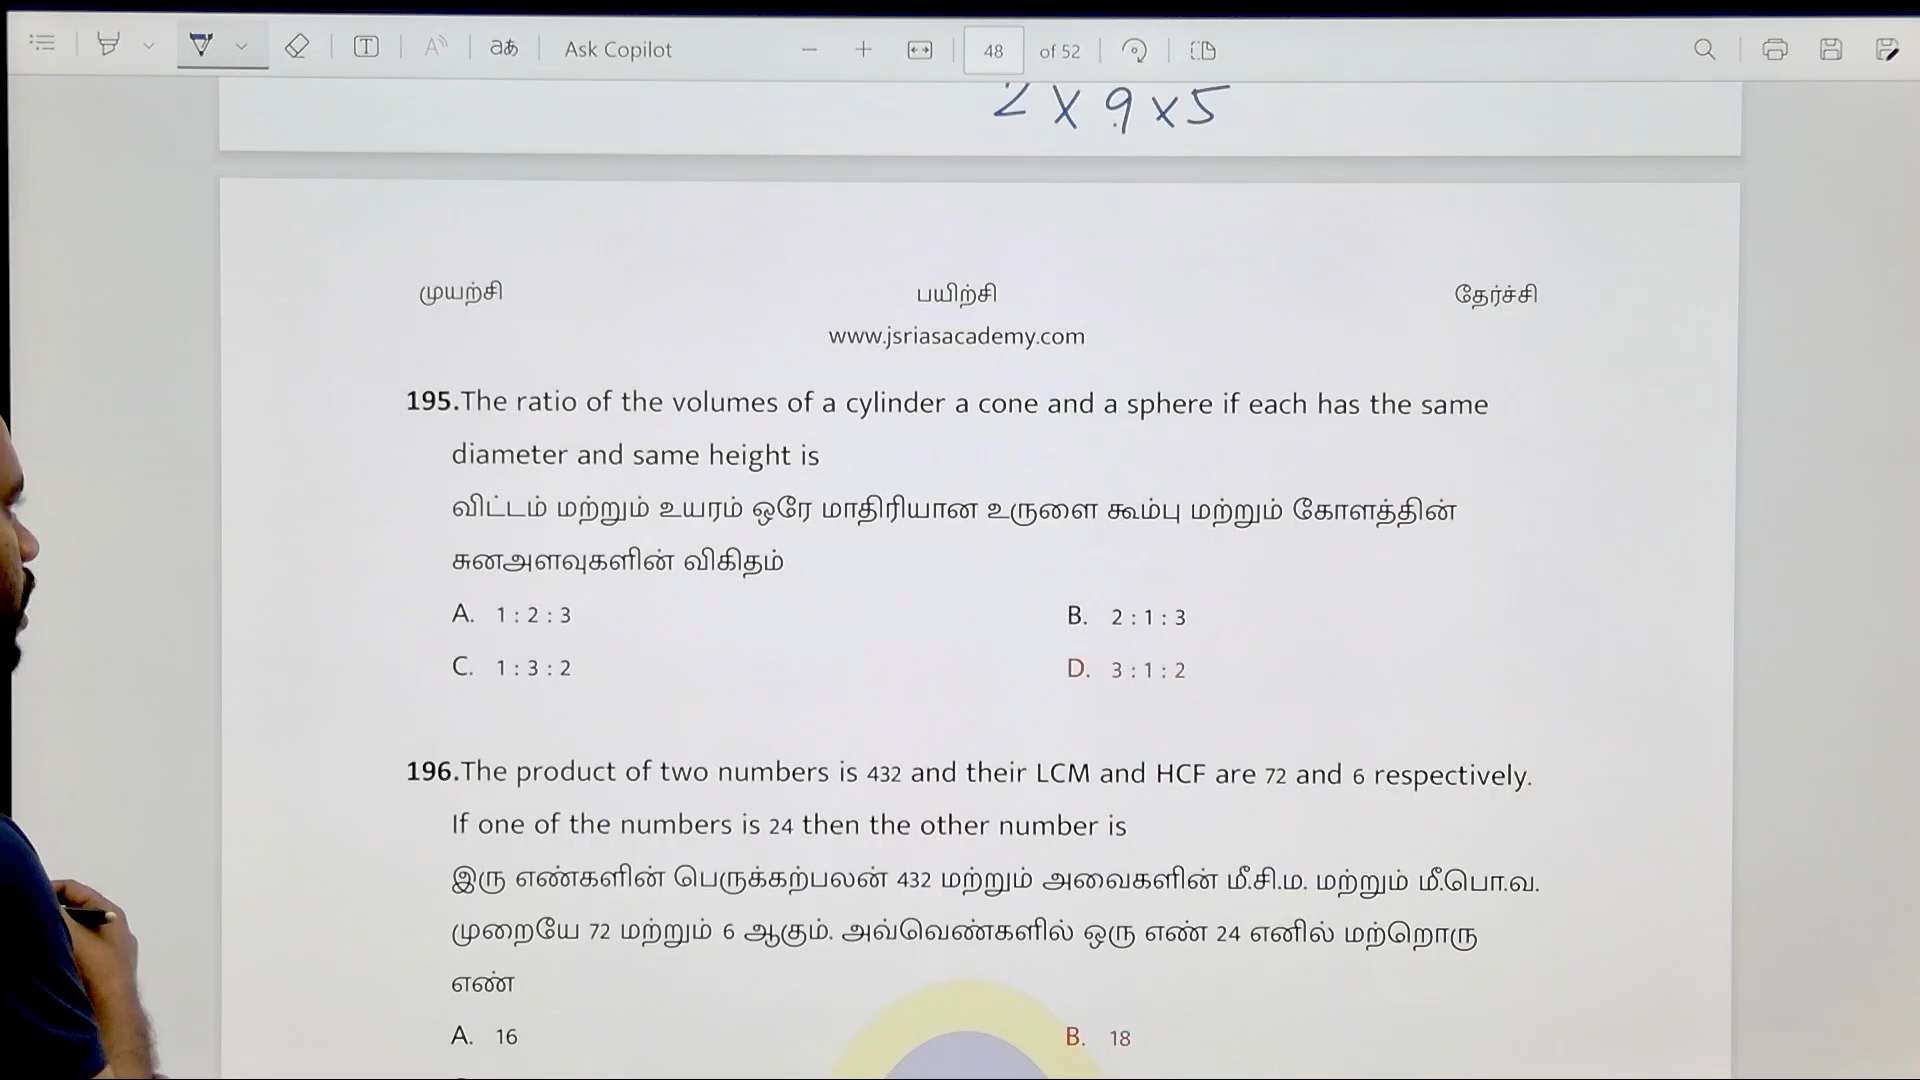 Ask Copilot 48 of 52
2 x 9 x 5
முயற்சி பயிற்சி தேர்ச்சி
www.jsriasacademy.com
195.The ratio of the volumes of a cylinder a cone and a sphere if each has the same
diameter and same height is
விட்டம் மற்றும் உயரம் ஒரே மாதிரியான உருளை கூம்பு மற்றும் கோளத்தின்
சுனஅளவுகளின் விகிதம்
A. 1 : 2 : 3 B. 2 : 1 : 3
C. 1 : 3 : 2 D. 3 : 1 : 2
196.The product of two numbers is 432 and their LCM and HCF are 72 and 6 respectively.
If one of the numbers is 24 then the other number is
இரு எண்களின் பெருக்கற்பலன் 432 மற்றும் அவைகளின் மீ.சி.ம. மற்றும் மீ.பொ.வ.
முறையே 72 மற்றும் 6 ஆகும். அவ்வெண்களில் ஒரு எண் 24 எனில் மற்றொரு
எண்
A. 16 B. 18